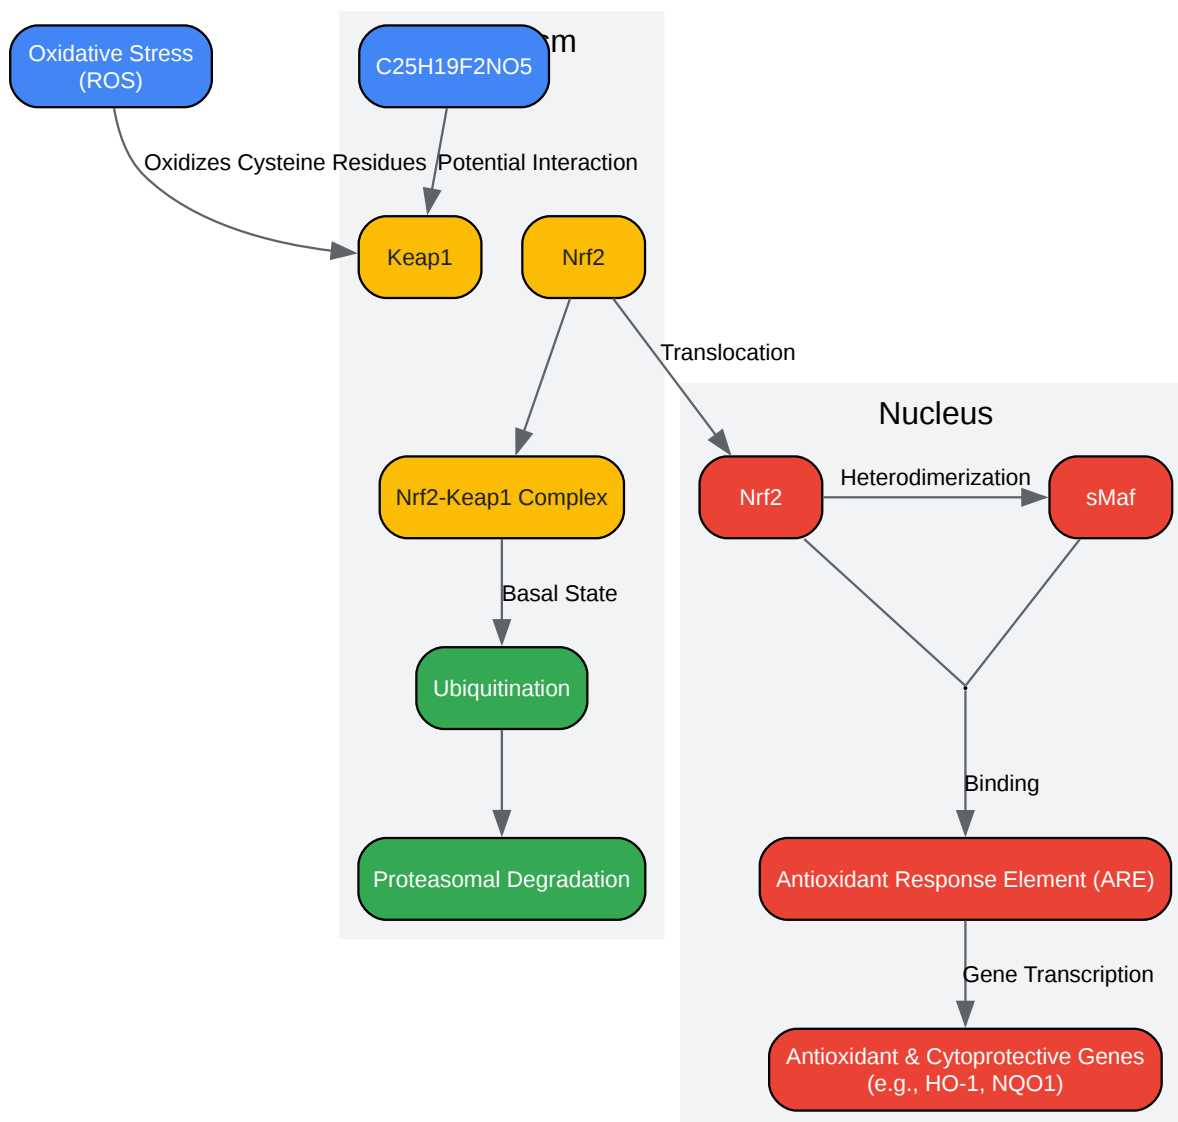 Oxidative Stress
(ROS)
C25H19F2NO5
Oxidizes Cysteine Residues
Potential Interaction
Keap1
Nrf2
Translocation
Nucleus
Nrf2-Keap1 Complex
Nrf2
Heterodimerization
sMaf
Basal State
Ubiquitination
Binding
Proteasomal Degradation
Antioxidant Response Element (ARE)
Gene Transcription
Antioxidant & Cytoprotective Genes
(e.g., HO-1, NQO1)